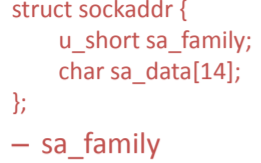 struct sockaddr {
u_short sa_family;
char sa_data[14];
};
– sa_family